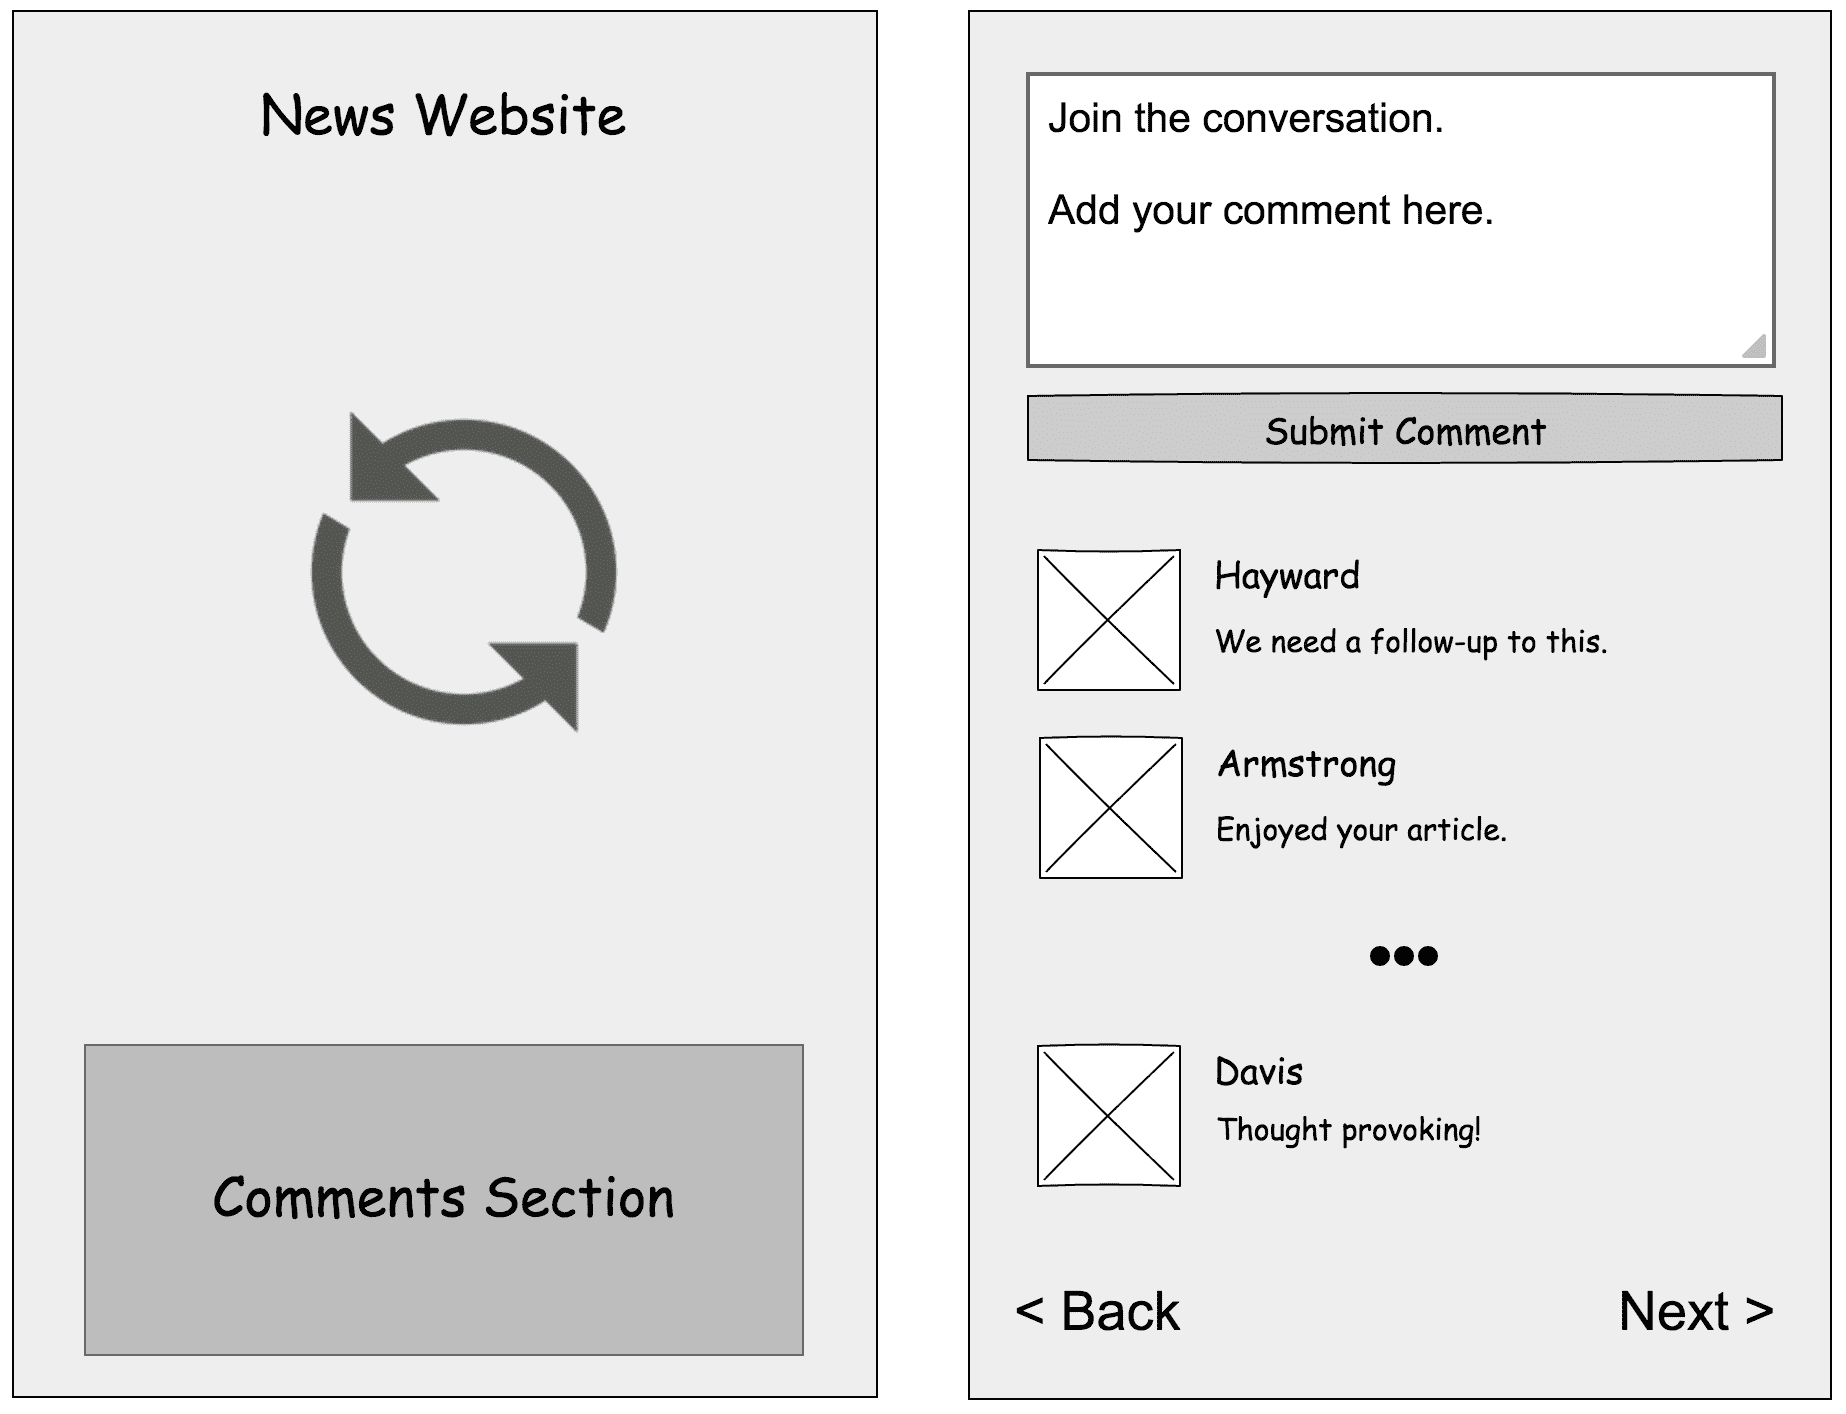 News Website
Comments Section
Join the conversation.
Add your comment here.
Submit Comment
Hayward
We need a follow-up to this.
Armstrong
Enjoyed your article.
Davis
Thought provoking!
< Back
Next >